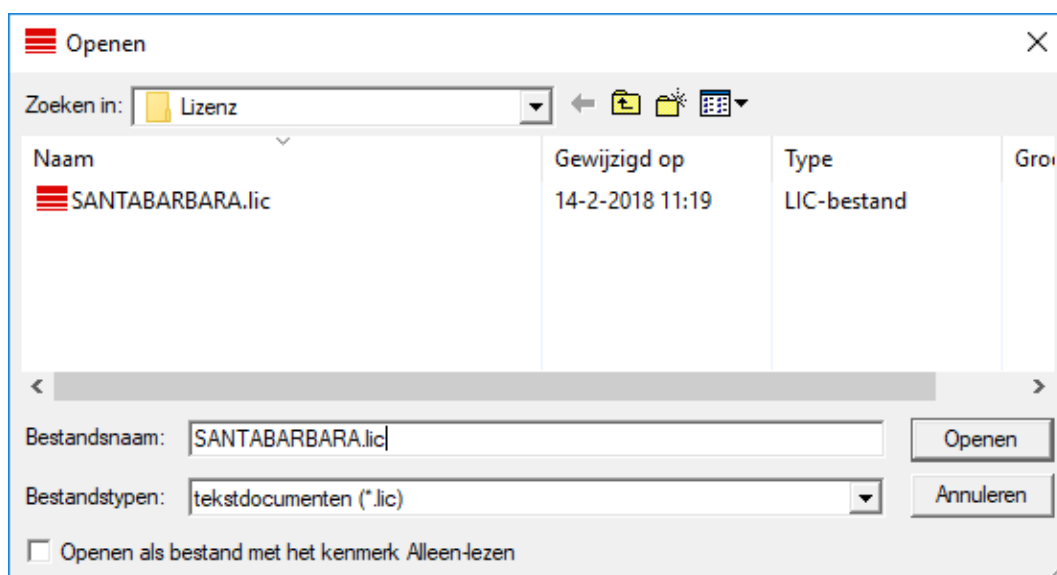 Openen
Zoeken in: Lizenz
Naam Gewijzigd op Type Groo
SANTABARBARA.lic 14-2-2018 11:19 LIC-bestand
Bestandsnaam: SANTABARBARA.lic Openen
Bestandstypen: tekstdocumenten (*.lic) Annuleren
Openen als bestand met het kenmerk Alleen-lezen